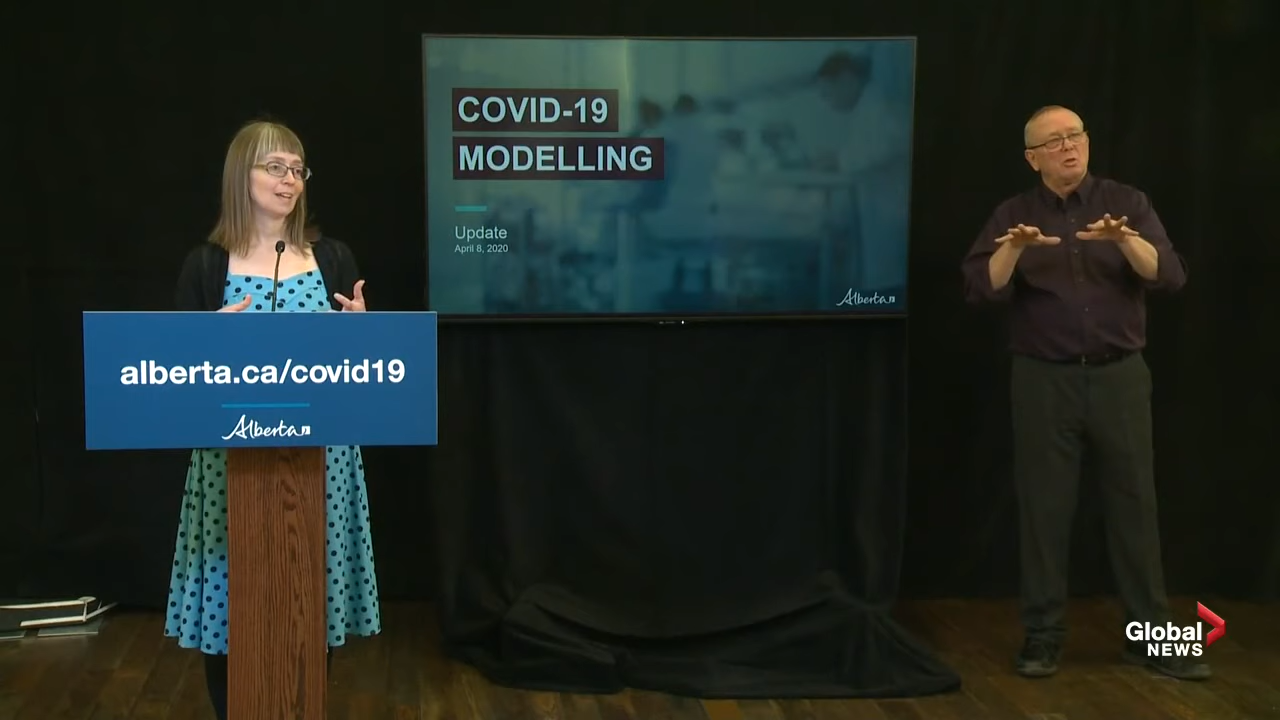 COVID-19
MODELLING
Update
April 8, 2020
Alberta
alberta.ca/covid19
Alberta
Global
NEWS